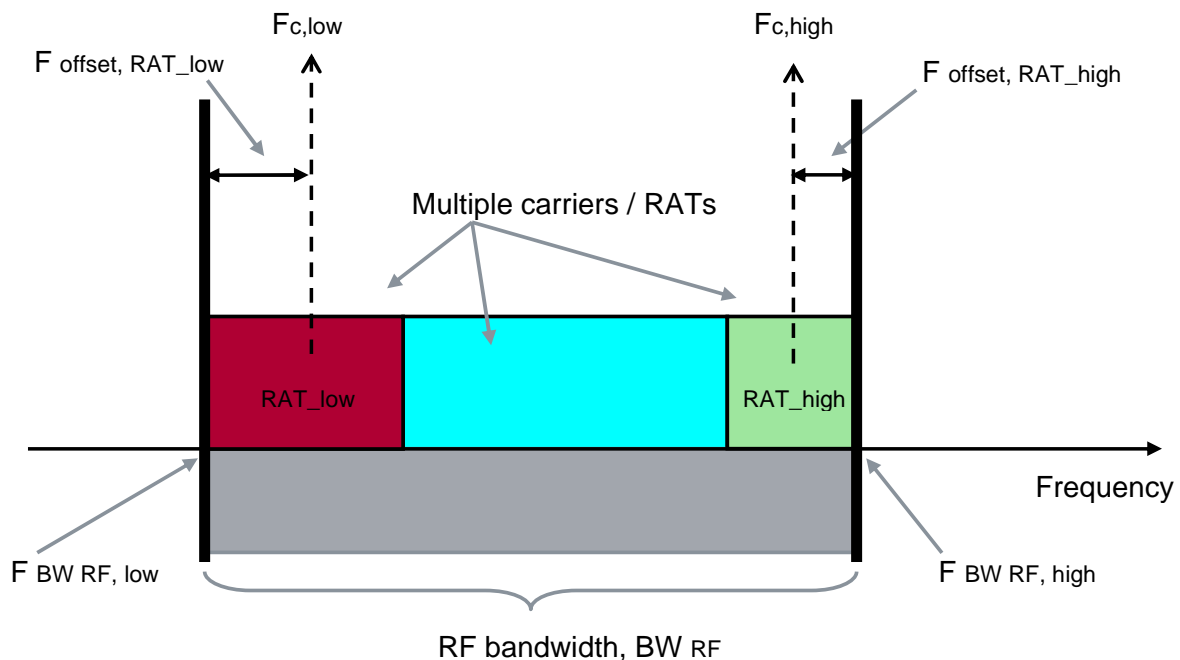 Fc,low
Fc,high
F offset, RAT_low
F offset, RAT_high
Multiple carriers / RATs
RAT_low
RAT_high
Frequency
F BW RF, low
F BW RF, high
RF bandwidth, BW RF